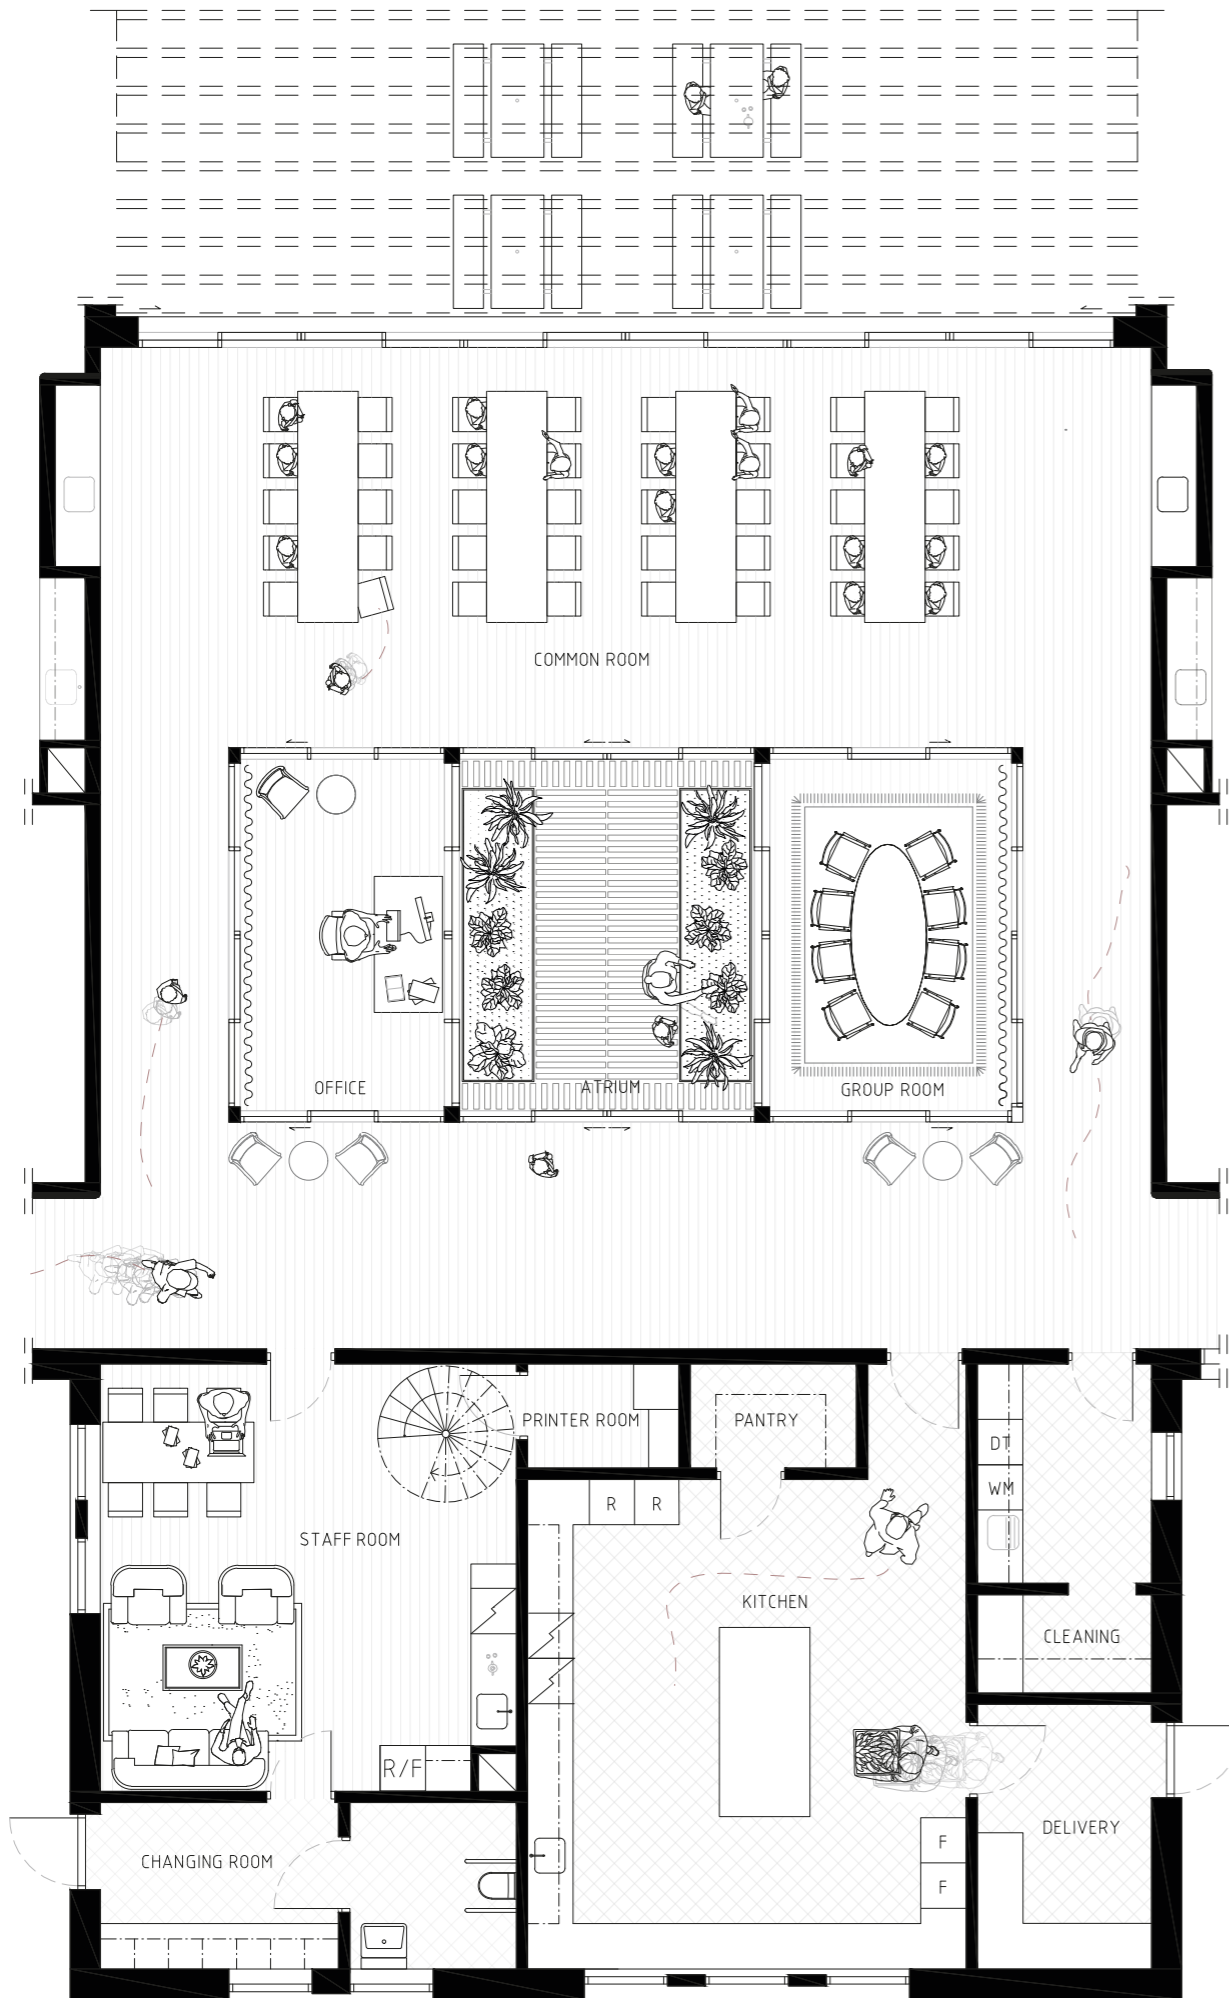 COMMON ROOM
OFFICE
ATRIUM
GROUP ROOM
PRINTER ROOM
PANTRY
DT
WM
R
R
STAFF ROOM
KITCHEN
CLEANING
R/F
DELIVERY
F
CHANGING ROOM
F